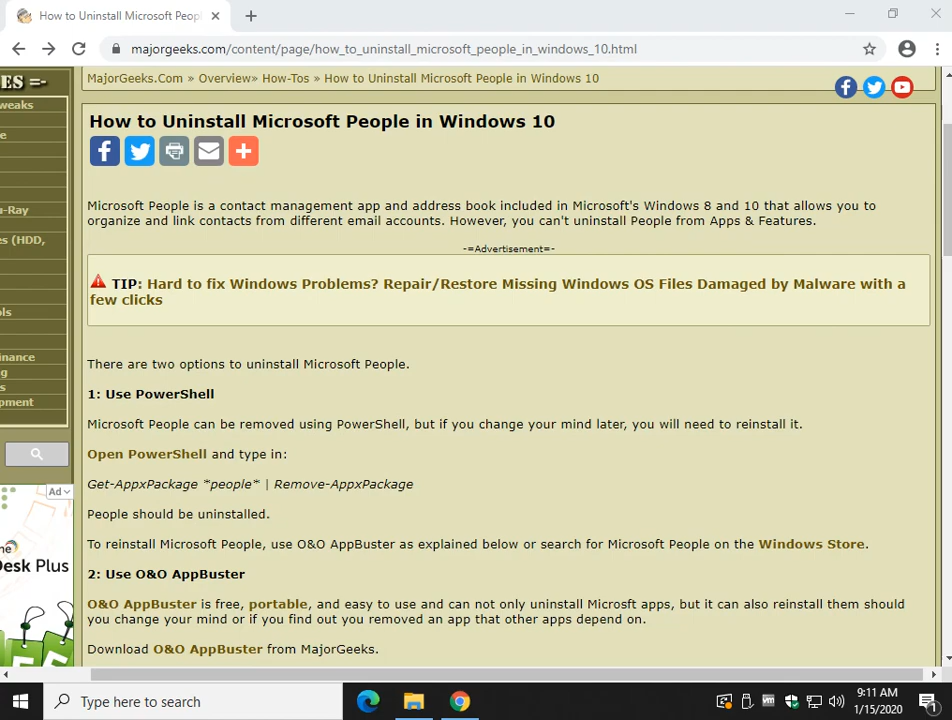 How to Uninstall Microsoft Peop
majorgeeks.com/content/page/how_to_uninstall_microsoft_people_in_windows_10.html
ES =-
weaks
e
u-Ray
es (HDD,
ols
inance
g
s
pment
Ad
ne
Desk Plus
MajorGeeks.Com » Overview» How-Tos » How to Uninstall Microsoft People in Windows 10
How to Uninstall Microsoft People in Windows 10
Microsoft People is a contact management app and address book included in Microsoft's Windows 8 and 10 that allows you to
organize and link contacts from different email accounts. However, you can't uninstall People from Apps & Features.
-=Advertisement=-
TIP: Hard to fix Windows Problems? Repair/Restore Missing Windows OS Files Damaged by Malware with a
few clicks
There are two options to uninstall Microsoft People.
1: Use PowerShell
Microsoft People can be removed using PowerShell, but if you change your mind later, you will need to reinstall it.
Open PowerShell and type in:
Get-AppxPackage *people* | Remove-AppxPackage
People should be uninstalled.
To reinstall Microsoft People, use O&O AppBuster as explained below or search for Microsoft People on the Windows Store.
2: Use O&O AppBuster
O&O AppBuster is free, portable, and easy to use and can not only uninstall Microsft apps, but it can also reinstall them should
you change your mind or if you find out you removed an app that other apps depend on.
Download O&O AppBuster from MajorGeeks.
Type here to search
9:11 AM
1/15/2020
1